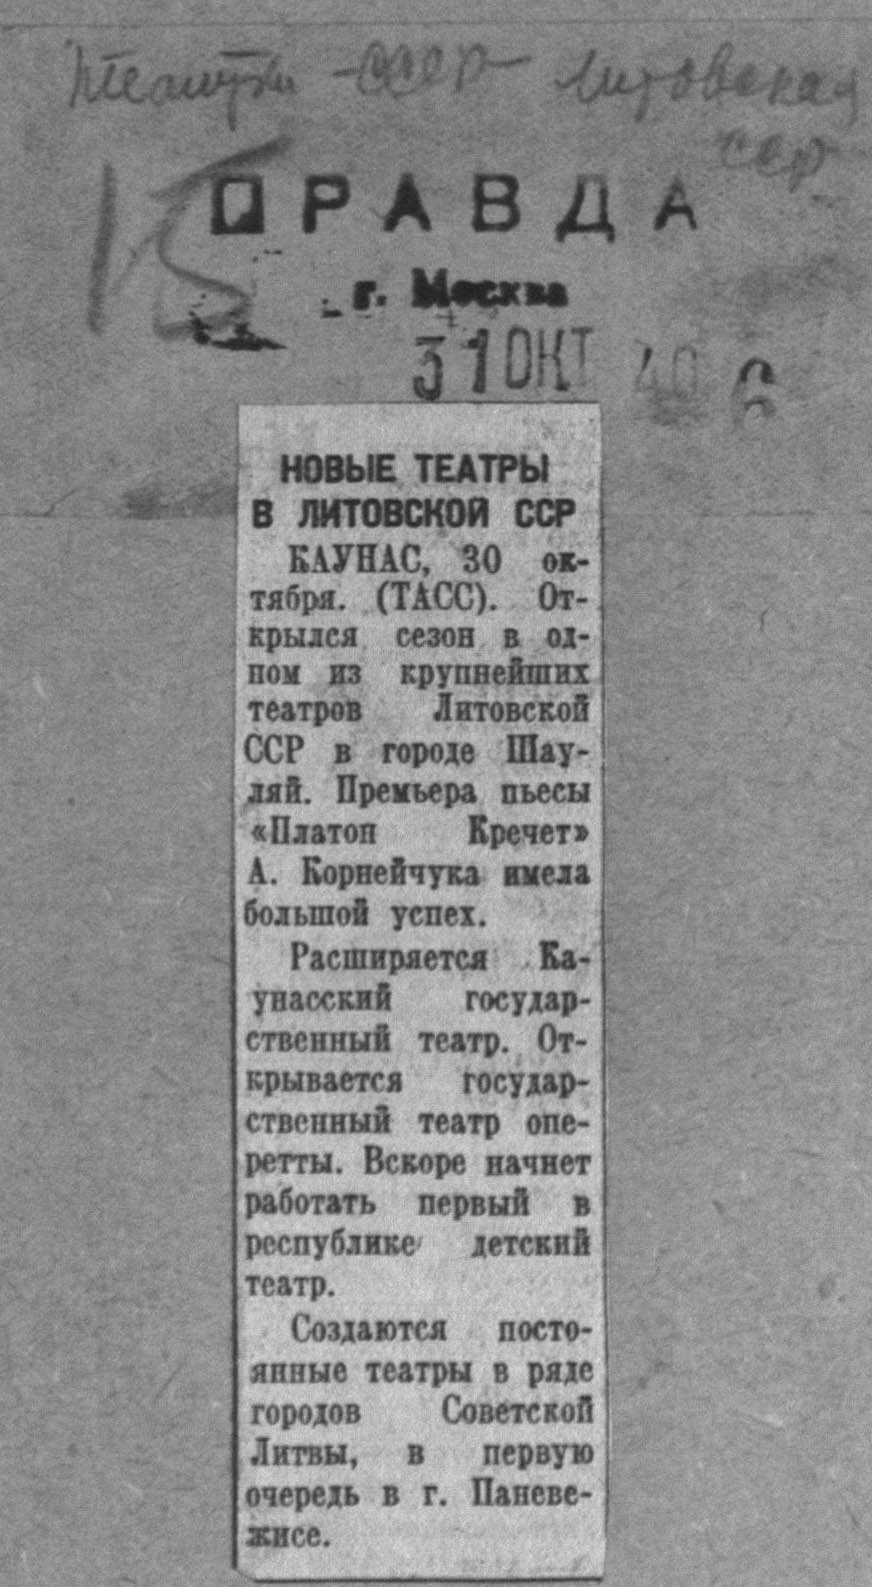 Театры - СССР - Литовская
ССР
ПРАВДА
г. Москва
31 ОКТ 40 6
НОВЫЕ ТЕАТРЫ
В ЛИТОВСКОЙ ССР
КАУНАС, 30 ок-
тября. (ТАСС). От-
крылся сезон в од-
ном из крупнейших
театров Литовской
ССР в городе Шау-
ляй. Премьера пьесы
«Платон Кречет»
А. Корнейчука имела
большой успех.
Расширяется Ка-
унасский государ-
ственный театр. От-
крывается государ-
ственный театр опе-
ретты. Вскоре начнет
работать первый в
республике детский
театр.
Создаются посто-
янные театры в ряде
городов Советской
Литвы, в первую
очередь в г. Паневе-
жисе.